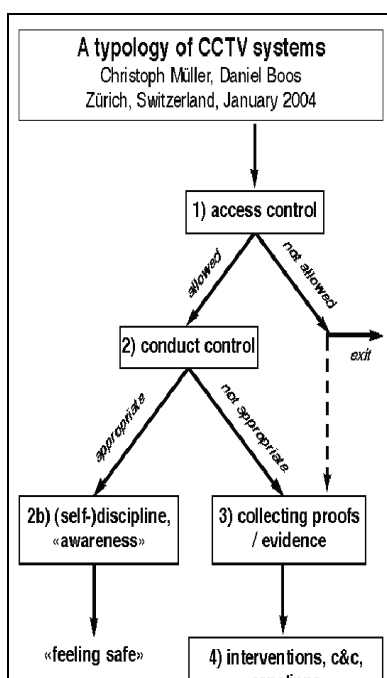 A typology of CCTV systems
Christoph Müller, Daniel Boos
Zürich, Switzerland, January 2004
1) access control
allowed
not allowed
exit
2) conduct control
appropriate
not appropriate
2b) (self-)discipline,
«awareness»
3) collecting proofs
/ evidence
«feeling safe»
4) interventions, c&c,